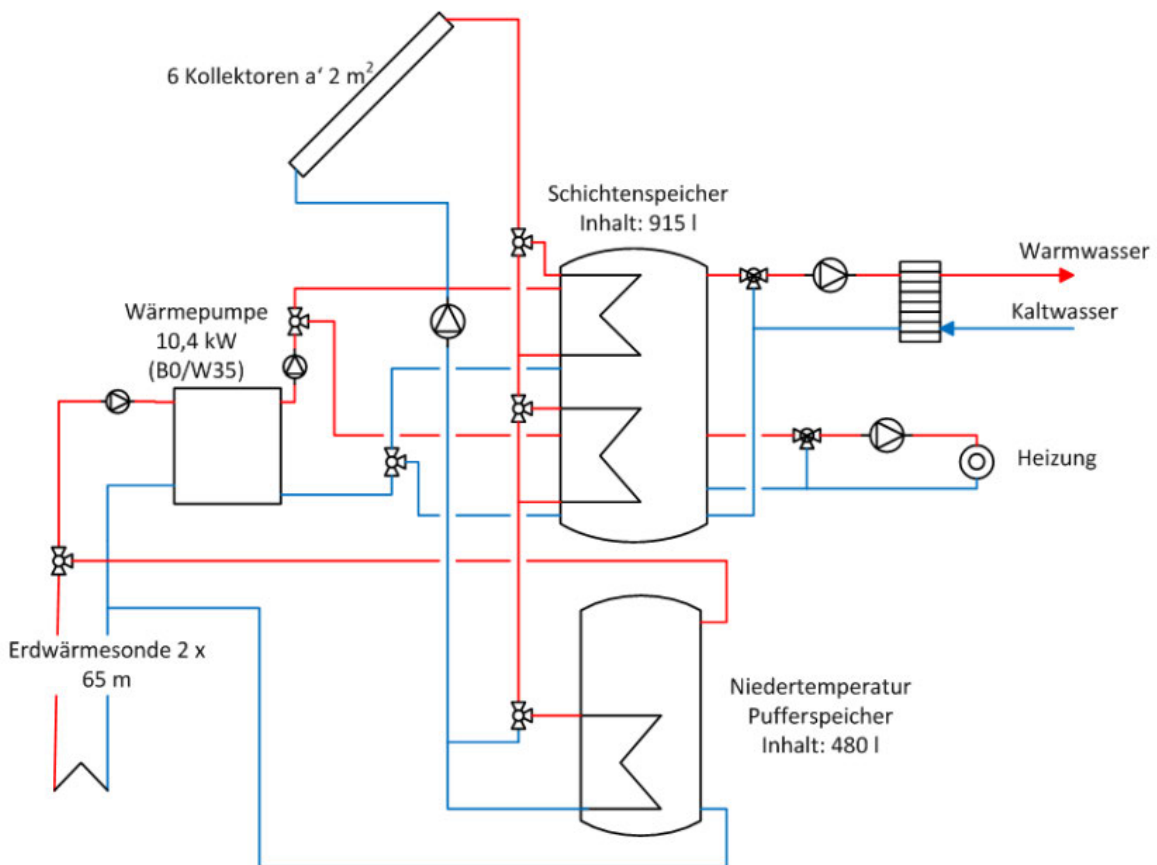 6 Kollektoren a‘ 2 m²
Schichtenspeicher
Inhalt: 915 l
Warmwasser
Kaltwasser
Wärmepumpe
10,4 kW
(B0/W35)
Heizung
Erdwärmesonde 2 x
65 m
Niedertemperatur
Pufferspeicher
Inhalt: 480 l